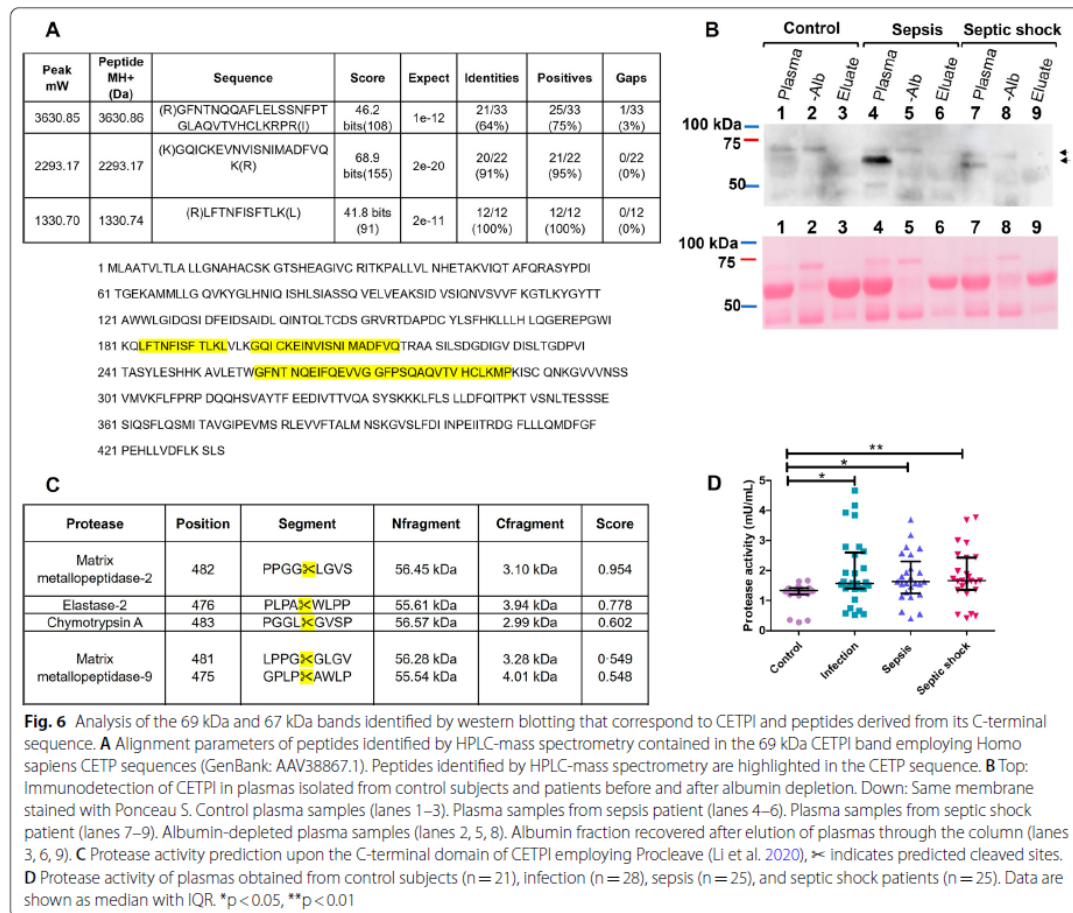 A
Peak mW Peptide MH+ (Da) Sequence Score Expect Identities Positives Gaps
3630.85 3630.86 (R)GFNTNQQAFLELSSNFPT GLAQVTVHCLKRPR(I) 46.2 bits(108) 1e-12 21/33 (64%) 25/33 (75%) 1/33 (3%)
2293.17 2293.17 (K)GQICKEVNVISNIMADFVQ K(R) 68.9 bits(155) 2e-20 20/22 (91%) 21/22 (95%) 0/22 0%)
1330.70 1330.74 (R)LFTNFISFTLK(L) 41.8 bits (91) 2e-11 12/12 (100%) 12/12 (100%) 0/12 (0%)
1 MLAATVLTLA LLGNAHACSK GTSHEAGIVC RITKPALLVL NHETAKVIQT AFQRASYPDI
61 TGEKAMMLLG QVKYGLHNIQ ISHLSIASSQ VELVEAKSID VSIQNVSVVF KGTLKYGYTT
121 AWWLGIDQSI DFEIDSAIDL QINTQLTCDS GRVRTDAPDC YLSFHKLLLH LQGEREPGWI
181 KQLFTNFISF TLKLVLKGQI CKEINVISNI MADFVQTRAA SILSDGDIGV DISLTGDPVI
241 TASYLESHHK AVLETWGFNT NQEIFQEVVG GFPSQAQVTV HCLKMPKISC QNKGVVVNSS
301 VMVKFLFPRP DQQHSVAYTF EEDIVTTVQA SYSKKKLFLS LLDFQITPKT VSNLTESSSE
361 SIQSFLQSMI TAVGIPEVMS RLEVVFTALM NSKGVSLFDI INPEIITRDG FLLLQMDFGF
421 PEHLLVDFLK SLS
B
Control Sepsis Septic shock
Plasma -Alb Eluate Plasma -Alb Eluate Plasma -Alb Eluate
1 2 3 4 5 6 7 8 9
100 kDa
75
50
1 2 3 4 5 6 7 8 9
100 kDa
75
50
C
Protease Position Segment Nfragment Cfragment Score
Matrix metallopeptidase-2 482 PPGG✂LGVS 56.45 kDa 3.10 kDa 0.954
Elastase-2 476 PLPA✂WLPP 55.61 kDa 3.94 kDa 0.778
Chymotrypsin A 483 PGGL✂GVSP 56.57 kDa 2.99 kDa 0.602
Matrix metallopeptidase-9 481 LPPG✂GLGV 56.28 kDa 3.28 kDa 0·549
475 GPLP✂AWLP 55.54 kDa 4.01 kDa 0.548
D
**
*
*
Protease activity (mU/mL)
5
4
3
2
1
0
Control Infection Sepsis Septic shock
Fig. 6 Analysis of the 69 kDa and 67 kDa bands identified by western blotting that correspond to CETPI and peptides derived from its C-terminal
sequence. A Alignment parameters of peptides identified by HPLC-mass spectrometry contained in the 69 kDa CETPI band employing Homo
sapiens CETP sequences (GenBank: AAV38867.1). Peptides identified by HPLC-mass spectrometry are highlighted in the CETP sequence. B Top:
Immunodetection of CETPI in plasmas isolated from control subjects and patients before and after albumin depletion. Down: Same membrane
stained with Ponceau S. Control plasma samples (lanes 1–3). Plasma samples from sepsis patient (lanes 4–6). Plasma samples from septic shock
patient (lanes 7–9). Albumin-depleted plasma samples (lanes 2, 5, 8). Albumin fraction recovered after elution of plasmas through the column (lanes
3, 6, 9). C Protease activity prediction upon the C-terminal domain of CETPI employing Procleave (Li et al. 2020), ✂ indicates predicted cleaved sites.
D Protease activity of plasmas obtained from control subjects (n = 21), infection (n = 28), sepsis (n = 25), and septic shock patients (n = 25). Data are
shown as median with IQR. *p < 0.05, **p < 0.01